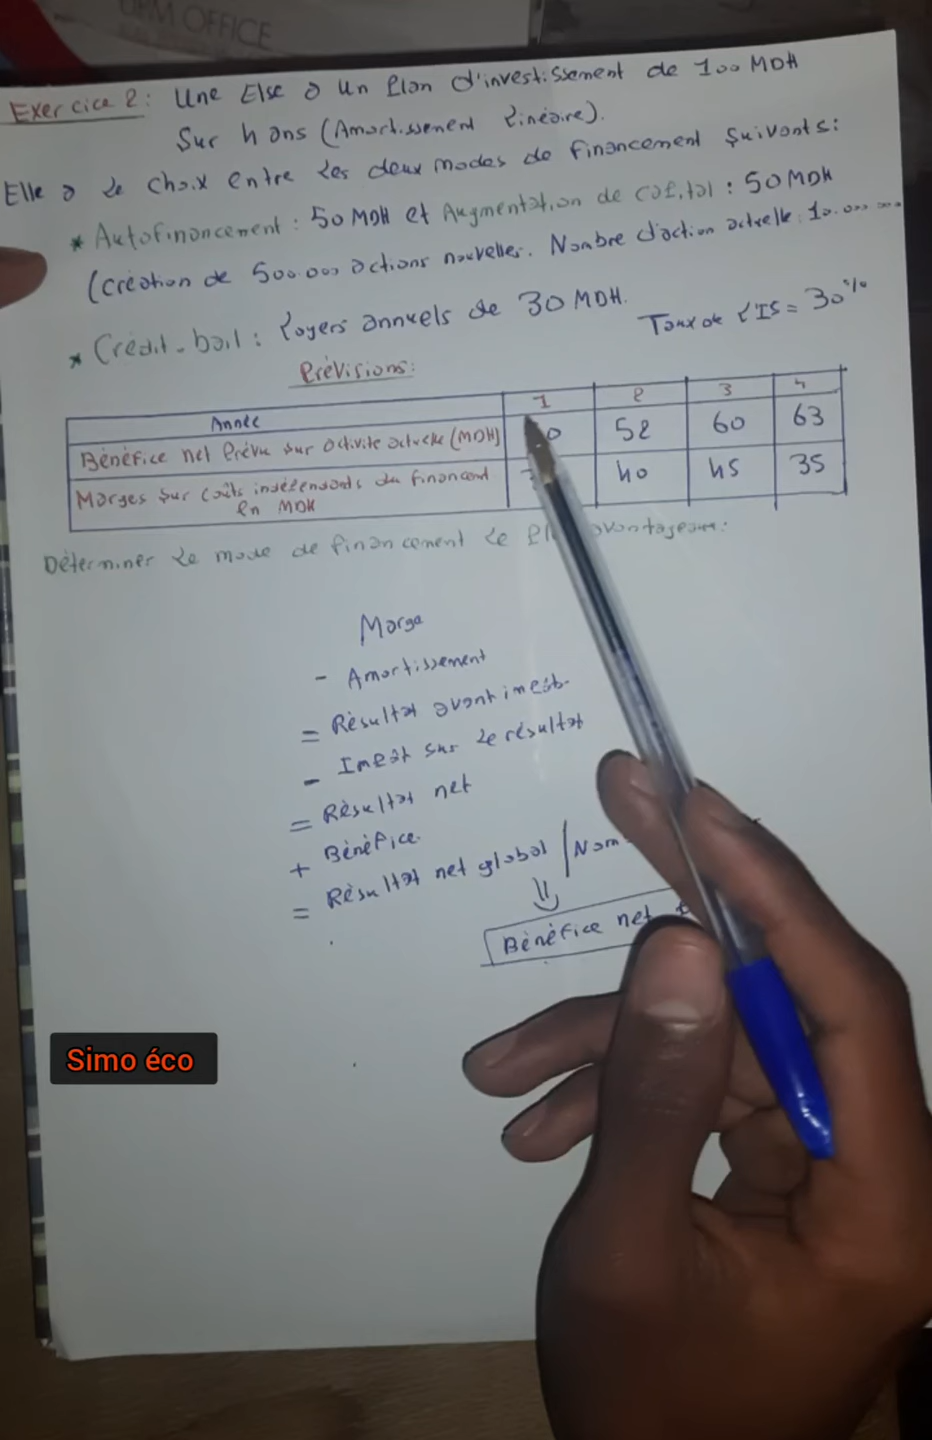 OFFICE
Exercice 2: Une Else a un Plan d'investissement de 100 MDH
Sur 4 ans (Amortissement linéaire).
Elle a le choix entre les deux modes de financement suivants:
* Autofinancement: 50 MDH et Augmentation de capital: 50 MDH
(création de 500.000 actions nouvelles. Nombre d'action actuelle: 10.000.000
* Crédit-bail: loyers annuels de 30 MDH.
Taux de l'IS = 30%
Prévisions:
Année 1 2 3 4
Bénéfice net Prévu sur activité actuelle (MDH) 0 52 60 63
Marges sur coûts indépendants du financent 40 45 35
en MDH
Déterminer le mode de financement le avantageux:
Marge
- Amortissement
= Résultat avant impôt.
- Impôt sur le résultat
= Résultat net
+ Bénéfice.
= Résultat net global / Nom
Bénéfice net
Simo éco